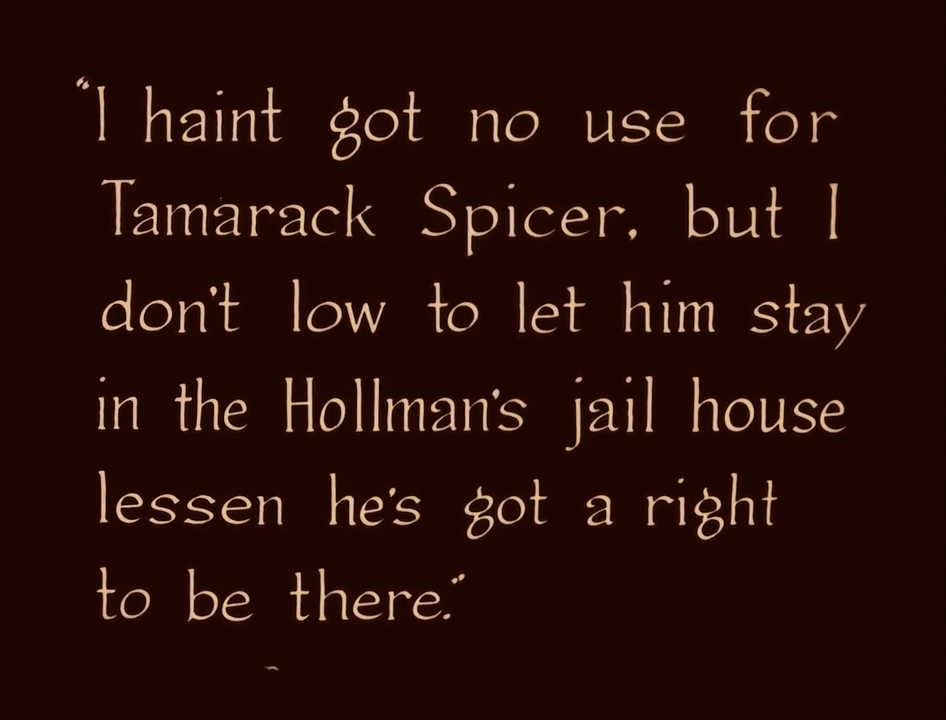 "I haint got no use for
Tamarack Spicer, but I
don't low to let him stay
in the Hollman's jail house
lessen he's got a right
to be there."